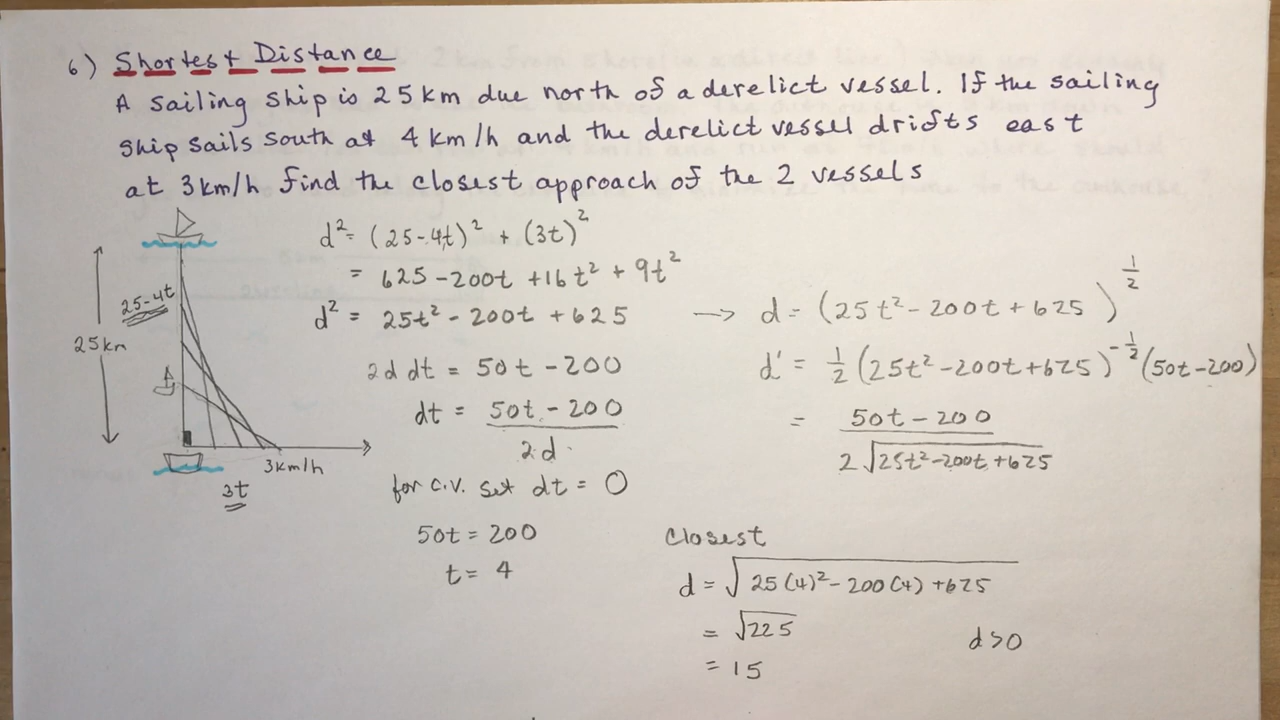 6) Shortest Distance
A sailing ship is 25km due north of a derelict vessel. If the sailing
ship sails south at 4 km/h and the derelict vessel drifts east
at 3km/h find the closest approach of the 2 vessels
25-4t
25km
3km/h
3t
d² = (25-4t)² + (3t)²
= 625 - 200t + 16t² + 9t²
d² = 25t² - 200t + 625
2d dt = 50t - 200
dt = (50t - 200)/2d
for c.v. set dt = 0
50t = 200
t = 4
→ d = (25t² - 200t + 625)^(1/2)
d' = 1/2 (25t² - 200t + 625)^(-1/2) (50t - 200)
= (50t - 200)/(2√(25t² - 200t + 625))
Closest
d = √(25(4)² - 200(4) + 625)
= √225 d>0
= 15